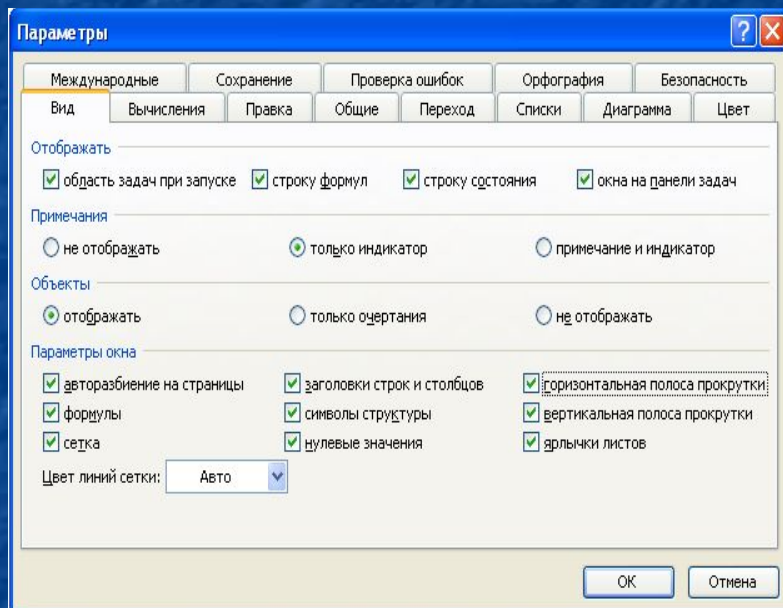 Параметры
Международные Сохранение Проверка ошибок Орфография Безопасность
Вид Вычисления Правка Общие Переход Списки Диаграмма Цвет
Отображать
область задач при запуске строку формул строку состояния окна на панели задач
Примечания
не отображать только индикатор примечание и индикатор
Объекты
отображать только очертания не отображать
Параметры окна
авторазбиение на страницы заголовки строк и столбцов горизонтальная полоса прокрутки
формулы символы структуры вертикальная полоса прокрутки
сетка нулевые значения ярлычки листов
Цвет линий сетки: Авто
ОК Отмена